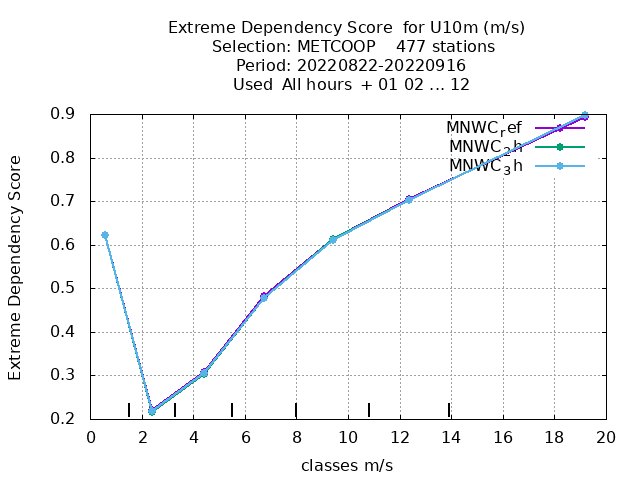 Extreme Dependency Score  for U10m (m/s)
Selection: METCOOP    477 stations
Period: 20220822-20220916
Used  All hours  + 01 02 ... 12
Extreme Dependency Score
0.9
0.8
0.7
0.6
0.5
0.4
0.3
0.2
MNWC_ref
MNWC_2h
MNWC_3h
0 2 4 6 8 10 12 14 16 18 20
classes m/s